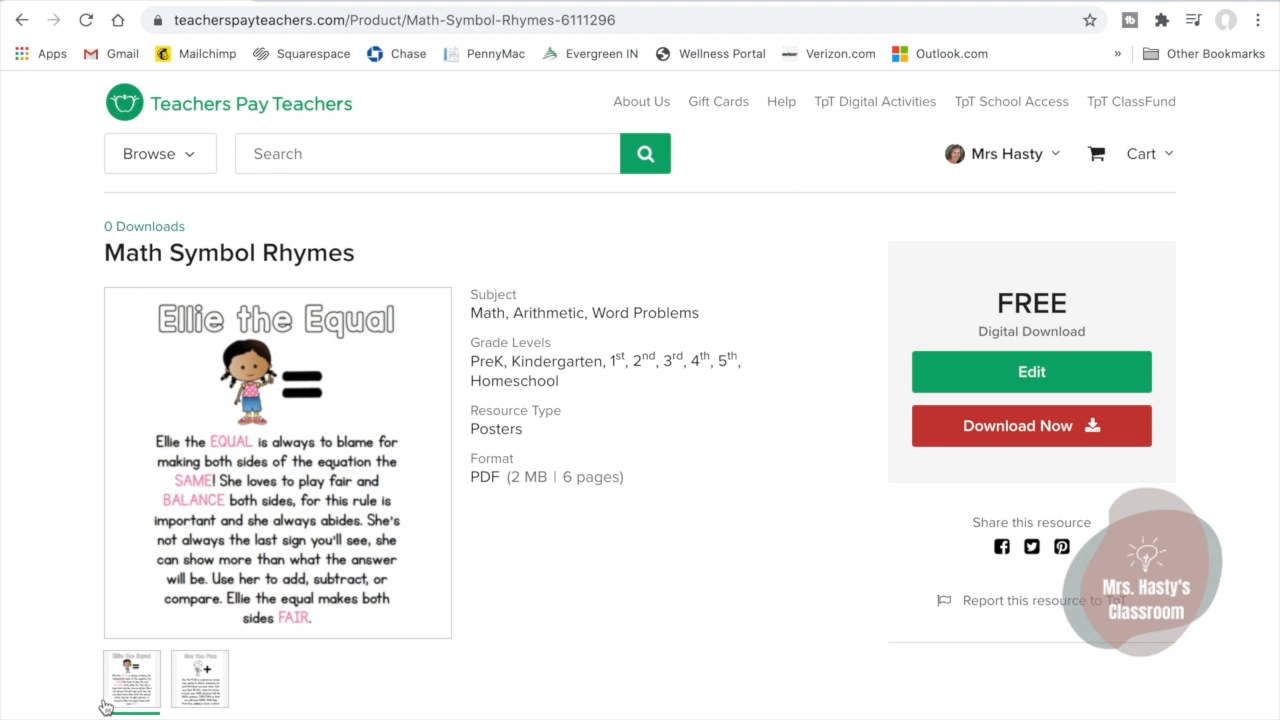 teacherspayteachers.com/Product/Math-Symbol-Rhymes-6111296
Apps Gmail Mailchimp Squarespace Chase PennyMac Evergreen IN Wellness Portal Verizon.com Outlook.com » Other Bookmarks
Teachers Pay Teachers
About Us Gift Cards Help TpT Digital Activities TpT School Access TpT ClassFund
Browse Search Mrs Hasty Cart
0 Downloads
Math Symbol Rhymes
Ellie the Equal
=
Ellie the EQUAL is always to blame for
making both sides of the equation the
SAME! She loves to play fair and
BALANCE both sides, for this rule is
important and she always abides. She's
not always the last sign you'll see, she
can show more than what the answer
will be. Use her to add, subtract, or
compare. Ellie the equal makes both
sides FAIR.
Subject
Math, Arithmetic, Word Problems
Grade Levels
PreK, Kindergarten, 1st, 2nd, 3rd, 4th, 5th,
Homeschool
Resource Type
Posters
Format
PDF (2 MB | 6 pages)
FREE
Digital Download
Edit
Download Now
Share this resource
Report this resource to TpT
Mrs. Hasty's
Classroom
Ellie the Equal
=
Gus the Plus
+